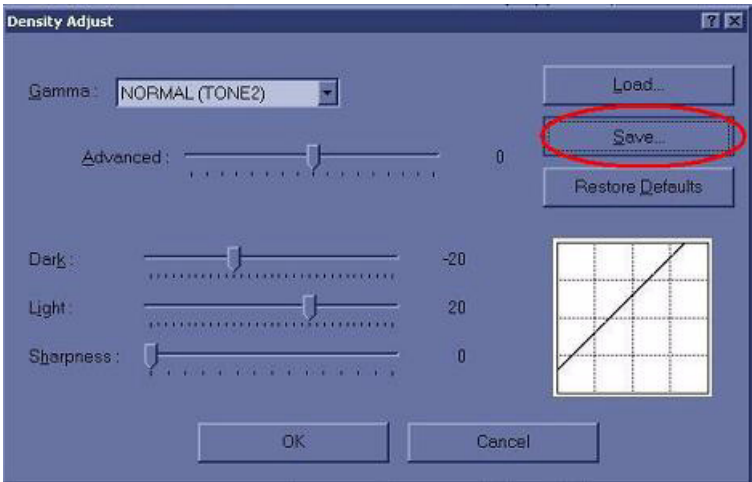 Density Adjust
Gamma : NORMAL (TONE2)
Load...
Advanced : 0
Save...
Restore Defaults
Dark : -20
Light : 20
Sharpness : 0
OK Cancel